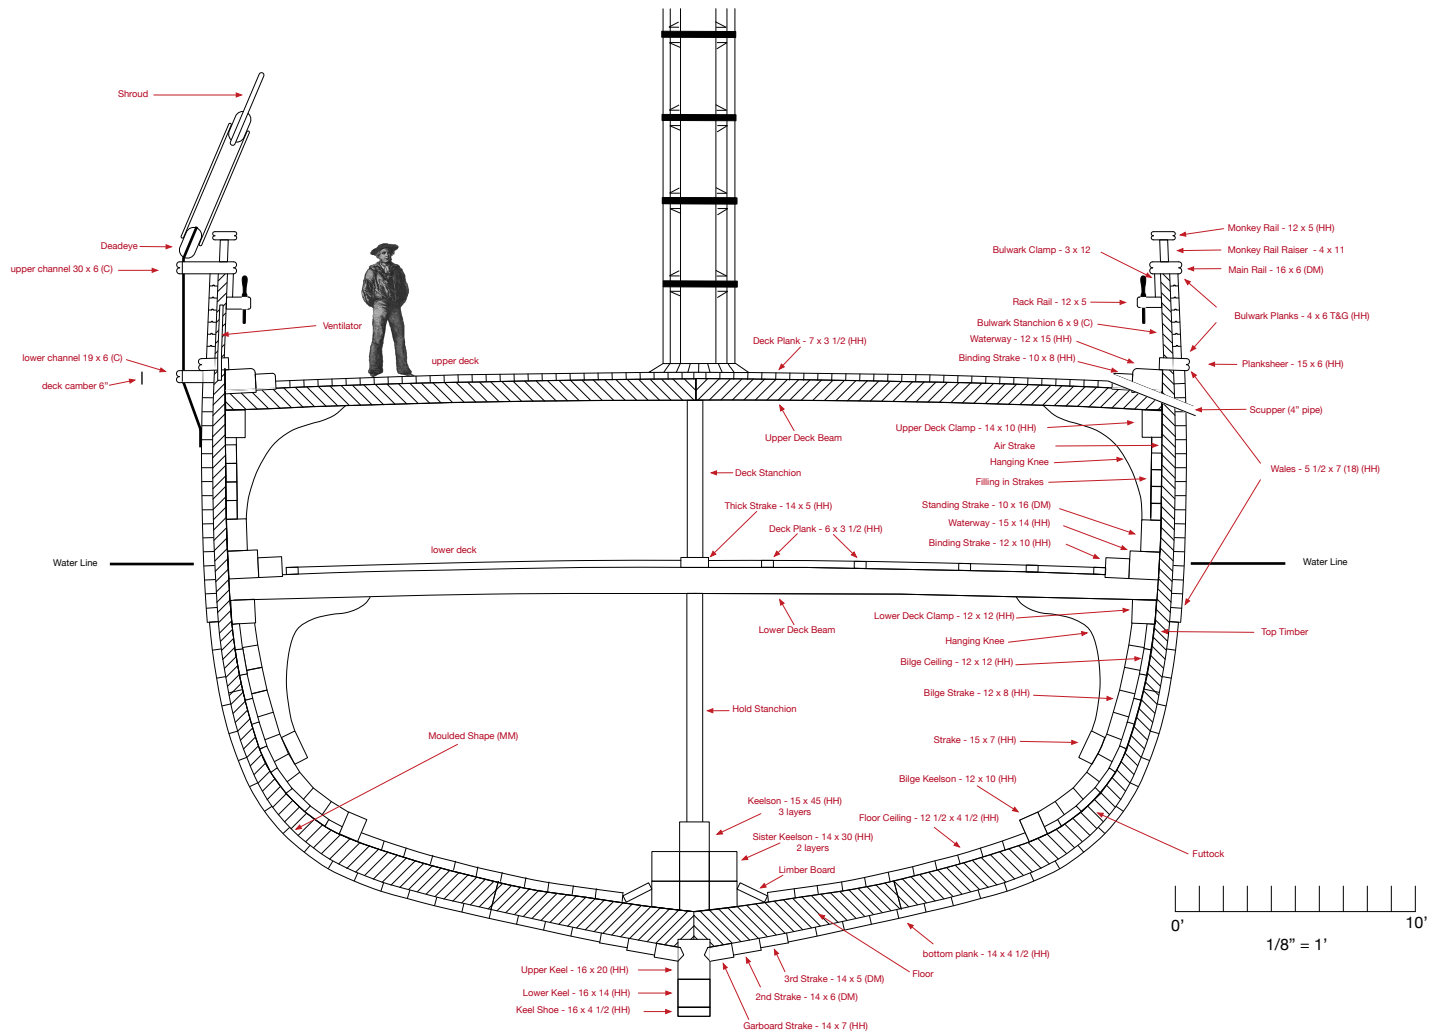 Shroud
Deadeye
upper channel 30 x 6 (C)
Ventilator
lower channel 19 x 6 (C)
deck camber 6"
upper deck
Deck Plank - 7 x 3 1/2 (HH)
Upper Deck Beam
Deck Stanchion
Thick Strake - 14 x 5 (HH)
Deck Plank - 6 x 3 1/2 (HH)
lower deck
Water Line
Lower Deck Beam
Hold Stanchion
Moulded Shape (MM)
Keelson - 15 x 45 (HH)
3 layers
Sister Keelson - 14 x 30 (HH)
2 layers
Limber Board
Upper Keel - 16 x 20 (HH)
Lower Keel - 16 x 14 (HH)
Keel Shoe - 16 x 4 1/2 (HH)
Garboard Strake - 14 x 7 (HH)
2nd Strake - 14 x 6 (DM)
3rd Strake - 14 x 5 (DM)
Floor
bottom plank - 14 x 4 1/2 (HH)
Bulwark Clamp - 3 x 12
Rack Rail - 12 x 5
Bulwark Stanchion 6 x 9 (C)
Waterway - 12 x 15 (HH)
Binding Strake - 10 x 8 (HH)
Upper Deck Clamp - 14 x 10 (HH)
Air Strake
Hanging Knee
Filling in Strakes
Standing Strake - 10 x 16 (DM)
Waterway - 15 x 14 (HH)
Binding Strake - 12 x 10 (HH)
Lower Deck Clamp - 12 x 12 (HH)
Hanging Knee
Bilge Ceiling - 12 x 12 (HH)
Bilge Strake - 12 x 8 (HH)
Strake - 15 x 7 (HH)
Bilge Keelson - 12 x 10 (HH)
Floor Ceiling - 12 1/2 x 4 1/2 (HH)
Monkey Rail - 12 x 5 (HH)
Monkey Rail Raiser - 4 x 11
Main Rail - 16 x 6 (DM)
Bulwark Planks - 4 x 6 T&G (HH)
Planksheer - 15 x 6 (HH)
Scupper (4" pipe)
Wales - 5 1/2 x 7 (18) (HH)
Water Line
Top Timber
Futtock
0' 10'
1/8" = 1'